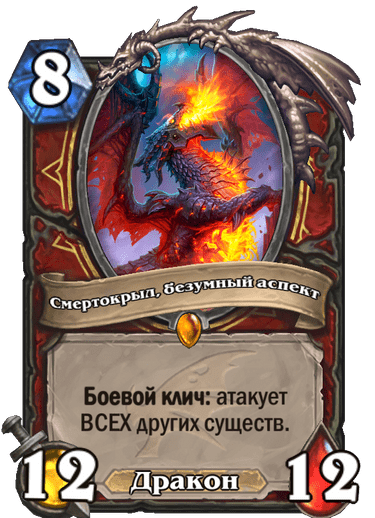 8
Смертокрыл, безумный аспект
Боевой клич: атакует
ВСЕХ других существ.
12 Дракон 12